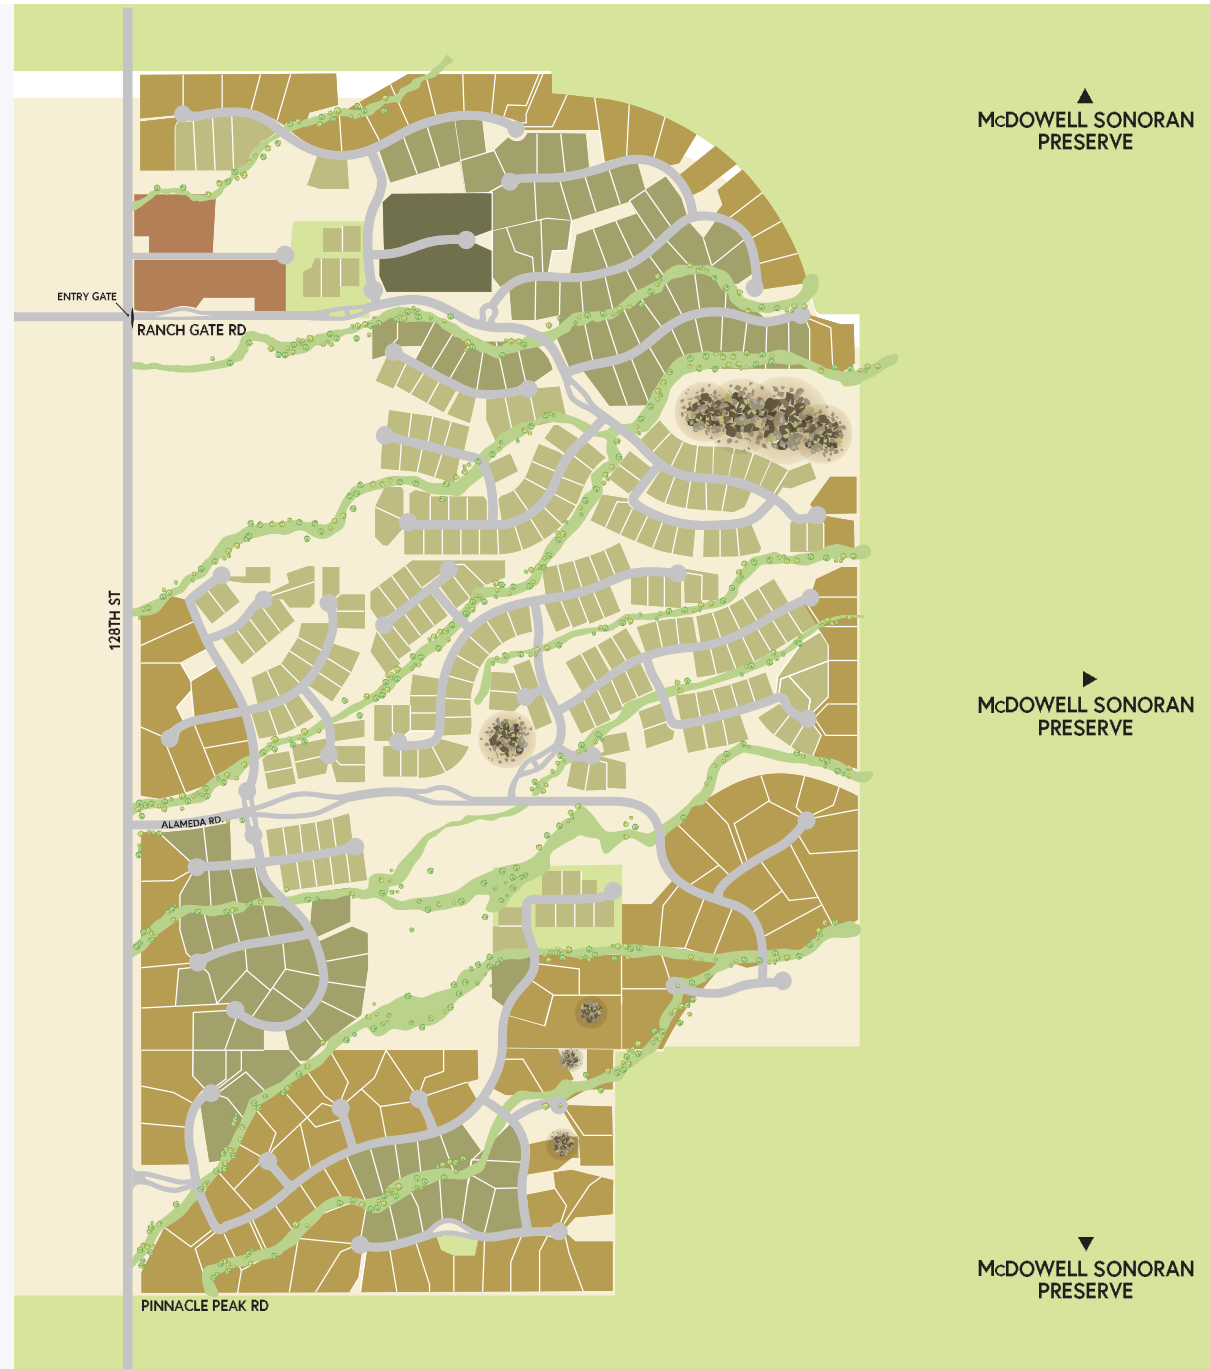 McDOWELL SONORAN
PRESERVE
ENTRY GATE
RANCH GATE RD
128TH ST
McDOWELL SONORAN
PRESERVE
ALAMEDA RD.
McDOWELL SONORAN
PRESERVE
PINNACLE PEAK RD